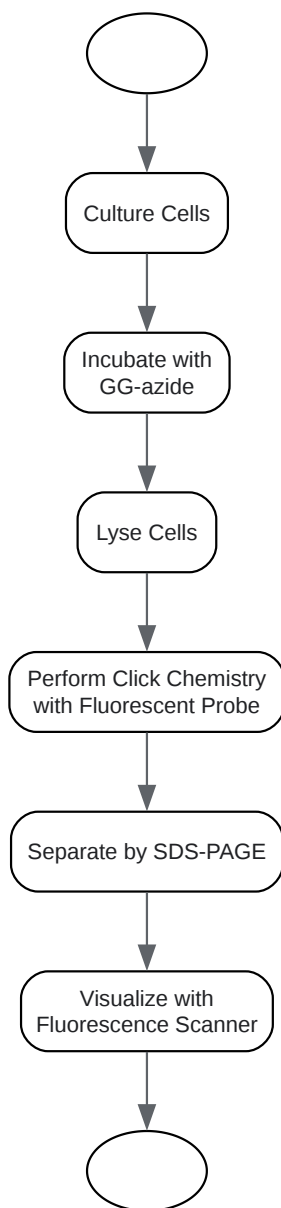 Culture Cells
Incubate with
GG-azide
Lyse Cells
Perform Click Chemistry
with Fluorescent Probe
Separate by SDS-PAGE
Visualize with
Fluorescence Scanner